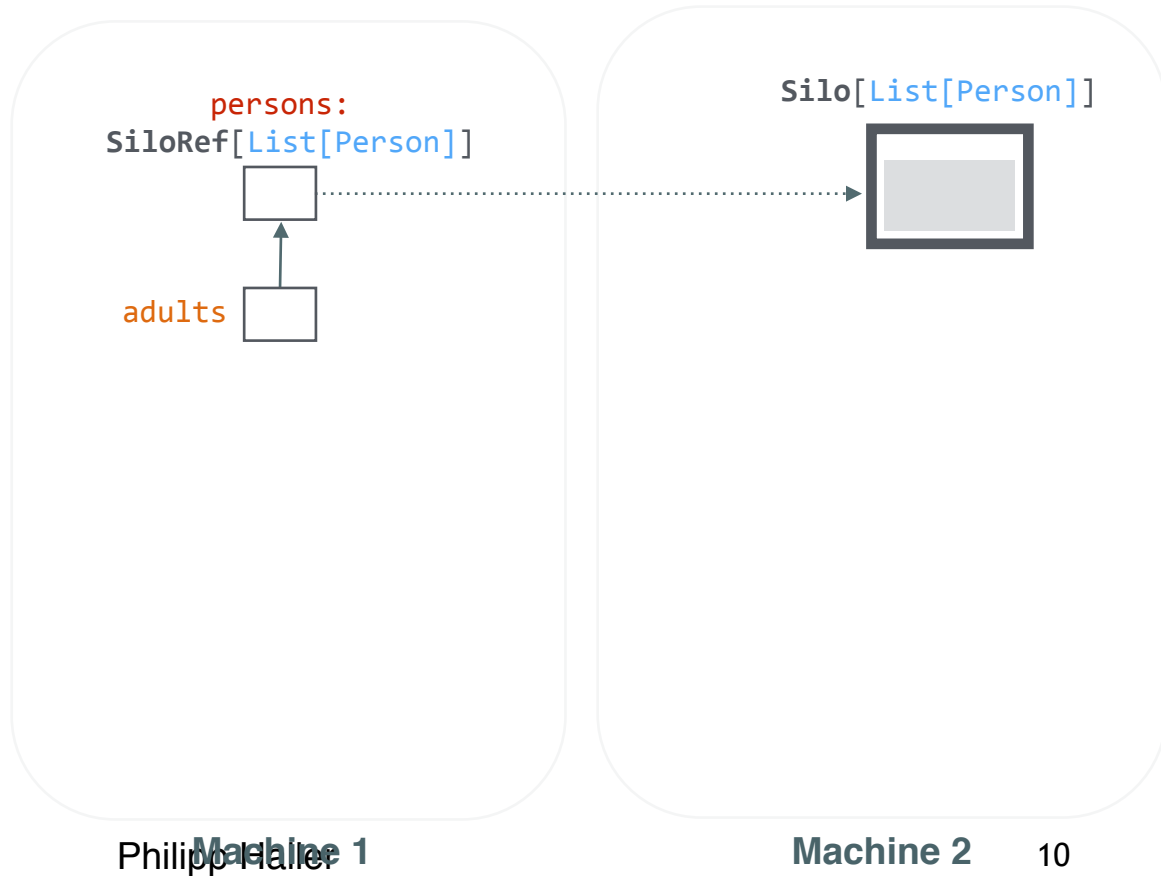 persons:
SiloRef[List[Person]]
adults
Silo[List[Person]]
Philipp Haller
Machine 1
Machine 2
10